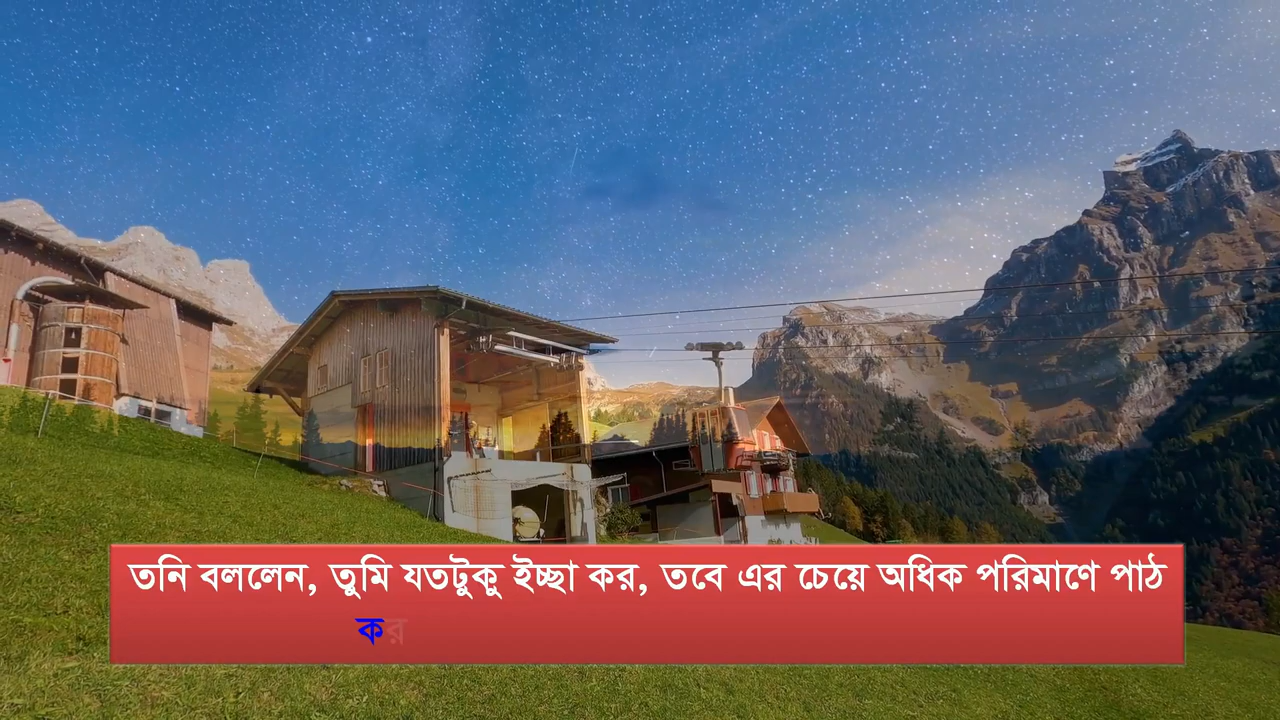 তনি বললেন, তুমি যতটুকু ইচ্ছা কর, তবে এর চেয়ে অধিক পরিমাণে পাঠ
কর